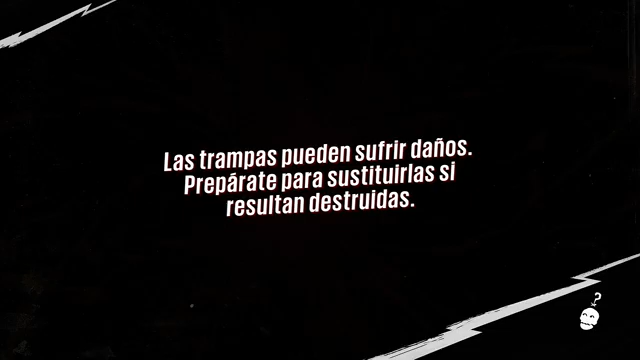 Las trampas pueden sufrir daños.
Prepárate para sustituirlas si
resultan destruidas.
?